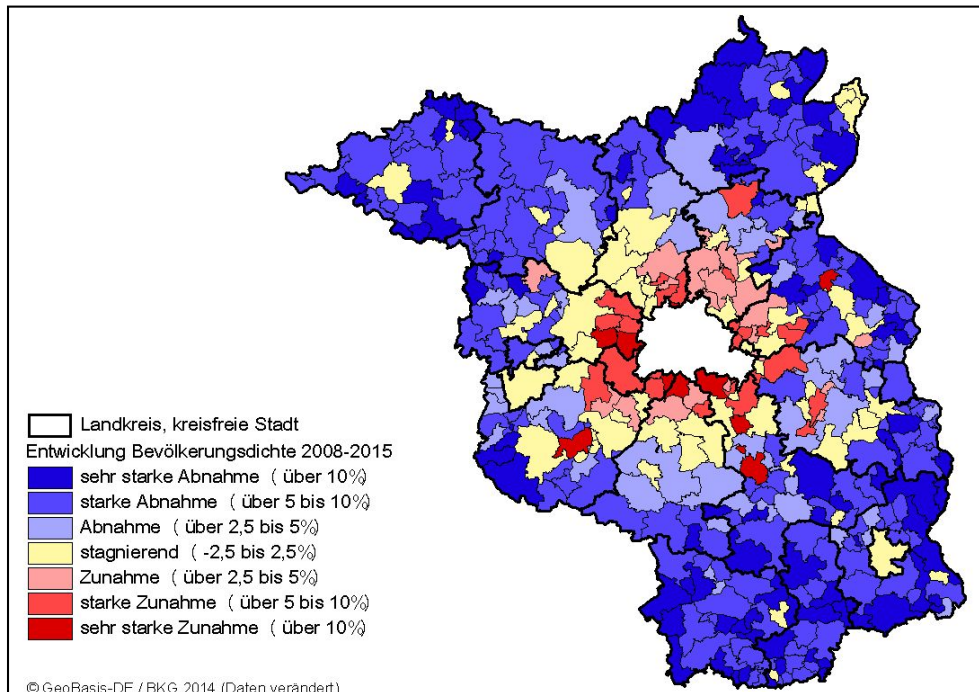 Landkreis, kreisfreie Stadt
Entwicklung Bevölkerungsdichte 2008-2015
sehr starke Abnahme ( über 10%)
starke Abnahme ( über 5 bis 10%)
Abnahme ( über 2,5 bis 5%)
stagnierend ( -2,5 bis 2,5%)
Zunahme ( über 2,5 bis 5%)
starke Zunahme ( über 5 bis 10%)
sehr starke Zunahme ( über 10%)
© GeoBasis-DE / BKG 2014 (Daten verändert)